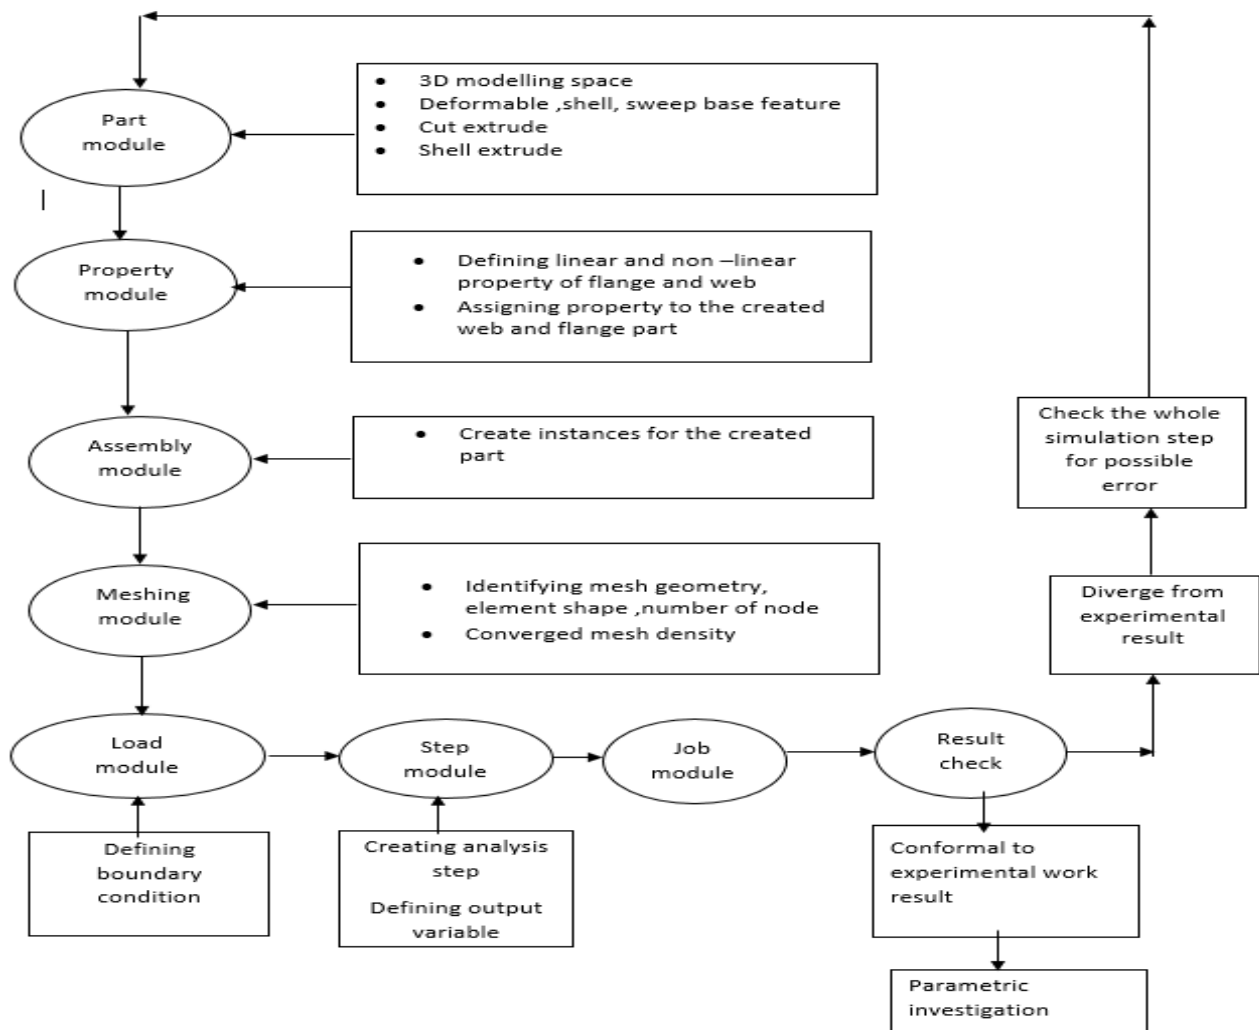 Part
module
• 3D modelling space
• Deformable ,shell, sweep base feature
• Cut extrude
• Shell extrude
Property
module
• Defining linear and non –linear
property of flange and web
• Assigning property to the created
web and flange part
Assembly
module
• Create instances for the created
part
Check the whole
simulation step
for possible
error
Meshing
module
• Identifying mesh geometry,
element shape ,number of node
• Converged mesh density
Diverge from
experimental
result
Load
module
Step
module
Job
module
Result
check
Defining
boundary
condition
Creating analysis
step
Defining output
variable
Conformal to
experimental work
result
Parametric
investigation